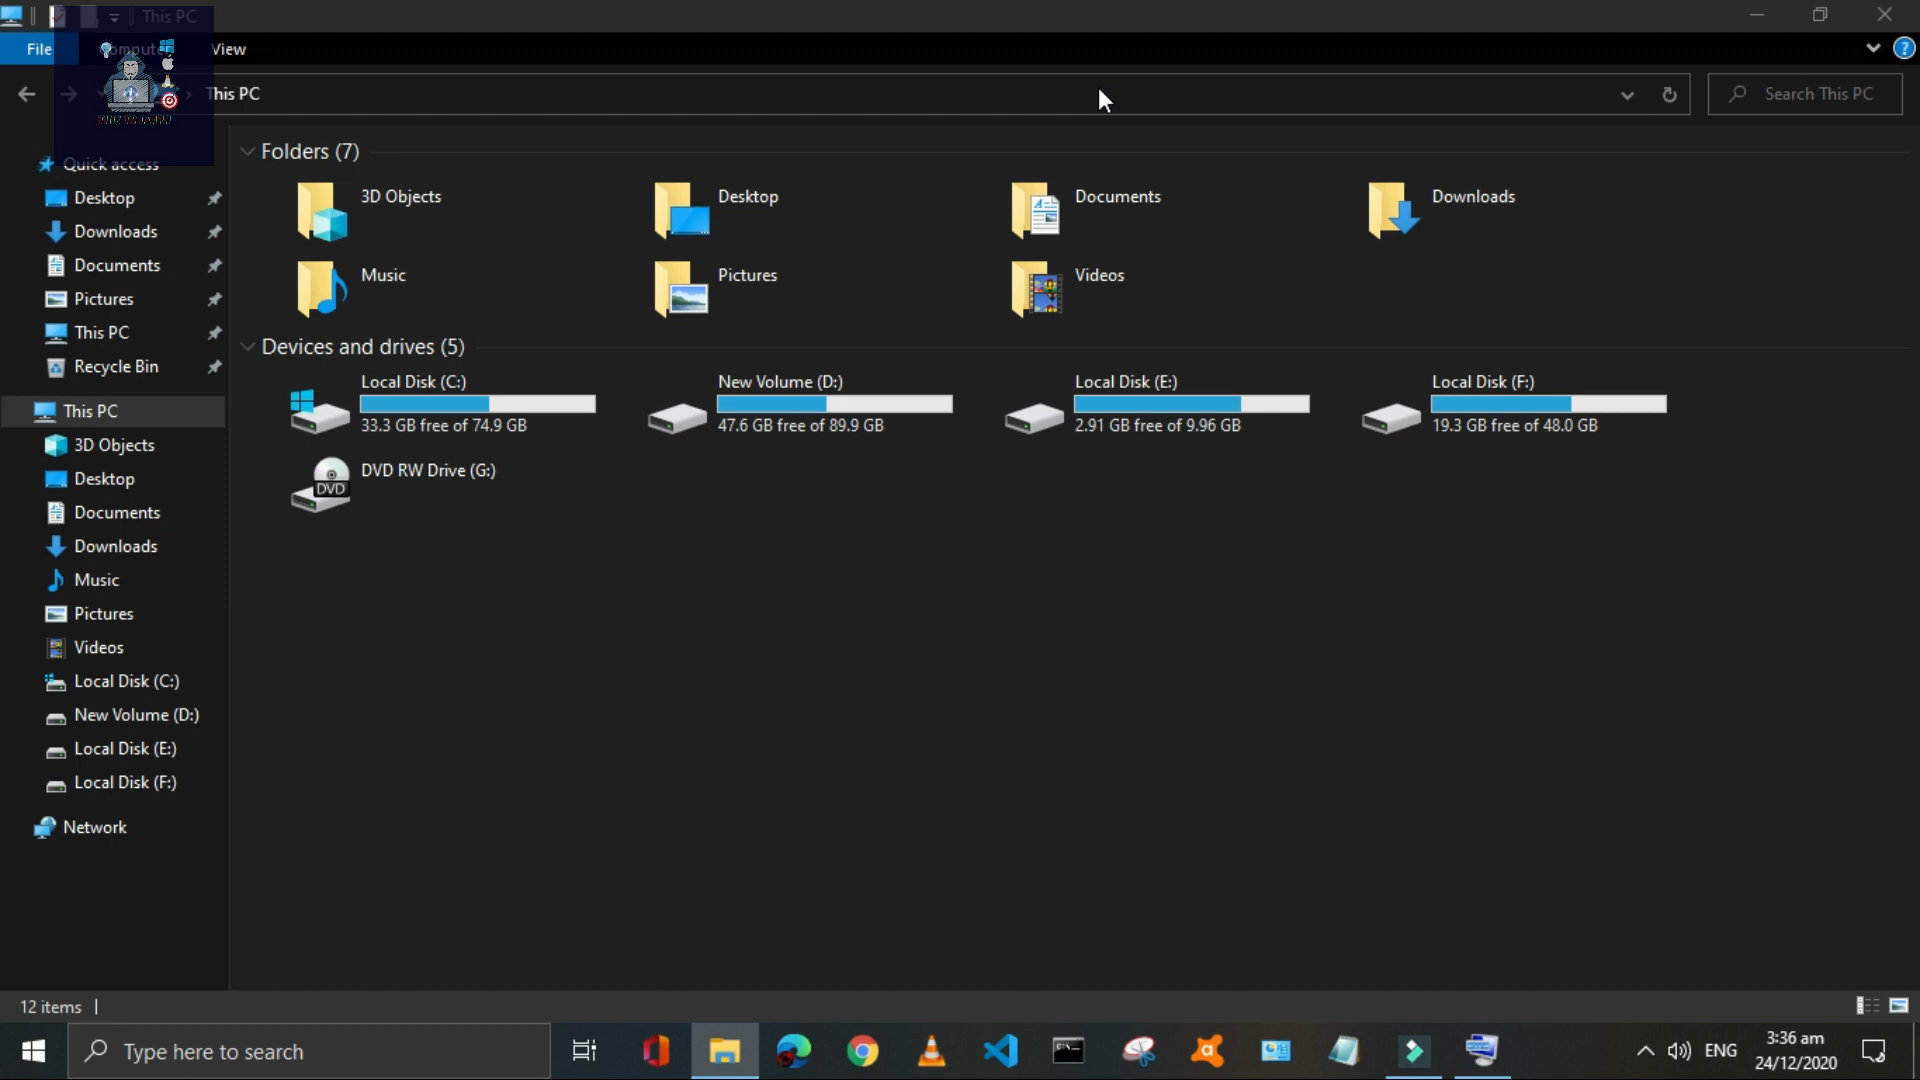 This PC
File
Computer
View
This PC
Search This PC
Quick access
Desktop
Downloads
Documents
Pictures
This PC
Recycle Bin
This PC
3D Objects
Desktop
Documents
Downloads
Music
Pictures
Videos
Local Disk (C:)
New Volume (D:)
Local Disk (E:)
Local Disk (F:)
Network
Folders (7)
3D Objects
Desktop
Documents
Downloads
Music
Pictures
Videos
Devices and drives (5)
Local Disk (C:)
33.3 GB free of 74.9 GB
New Volume (D:)
47.6 GB free of 89.9 GB
Local Disk (E:)
2.91 GB free of 9.96 GB
Local Disk (F:)
19.3 GB free of 48.0 GB
DVD
DVD RW Drive (G:)
12 items
Type here to search
ENG
3:36 am
24/12/2020